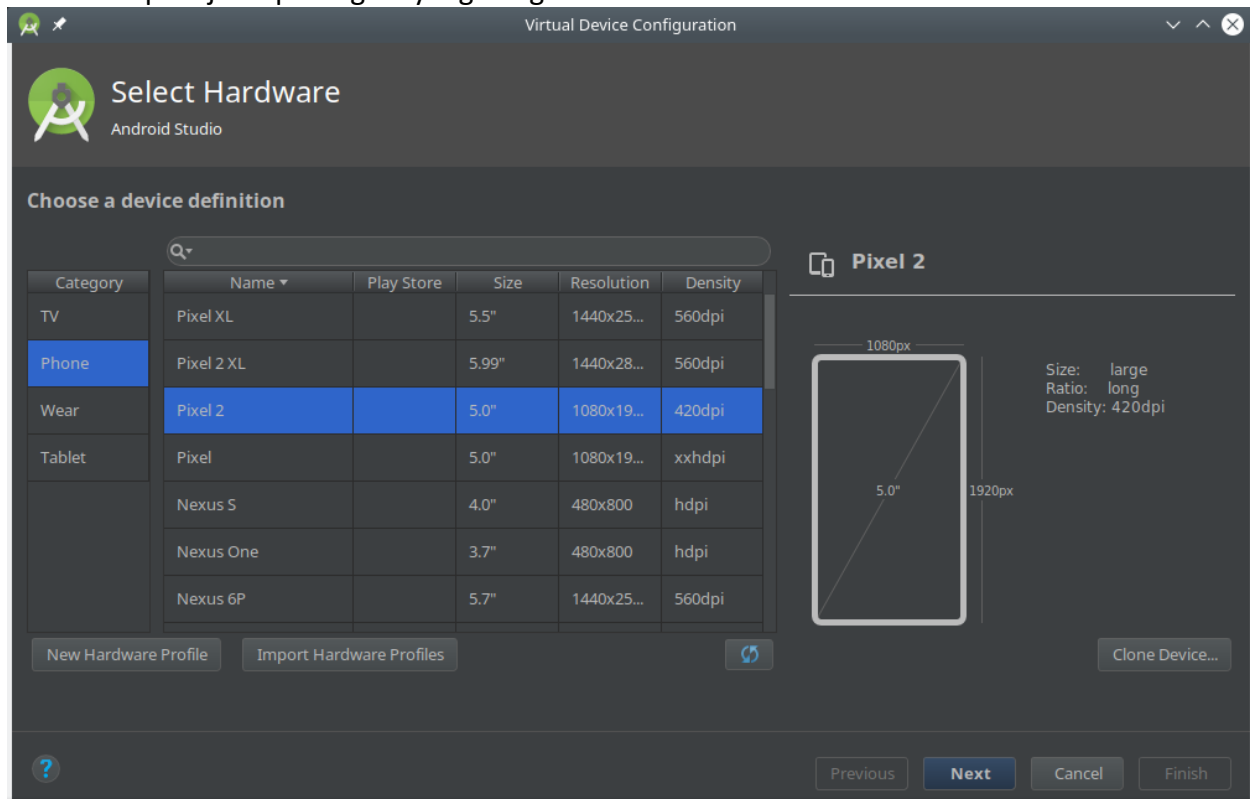 Virtual Device Configuration
Select Hardware
Android Studio
Choose a device definition
Category
TV
Phone
Wear
Tablet
Name Play Store Size Resolution Density
Pixel XL 5.5" 1440x25... 560dpi
Pixel 2 XL 5.99" 1440x28... 560dpi
Pixel 2 5.0" 1080x19... 420dpi
Pixel 5.0" 1080x19... xxhdpi
Nexus S 4.0" 480x800 hdpi
Nexus One 3.7" 480x800 hdpi
Nexus 6P 5.7" 1440x25... 560dpi
New Hardware Profile Import Hardware Profiles
Pixel 2
1080px
5.0"
1920px
Size: large
Ratio: long
Density: 420dpi
Clone Device...
? Previous Next Cancel Finish